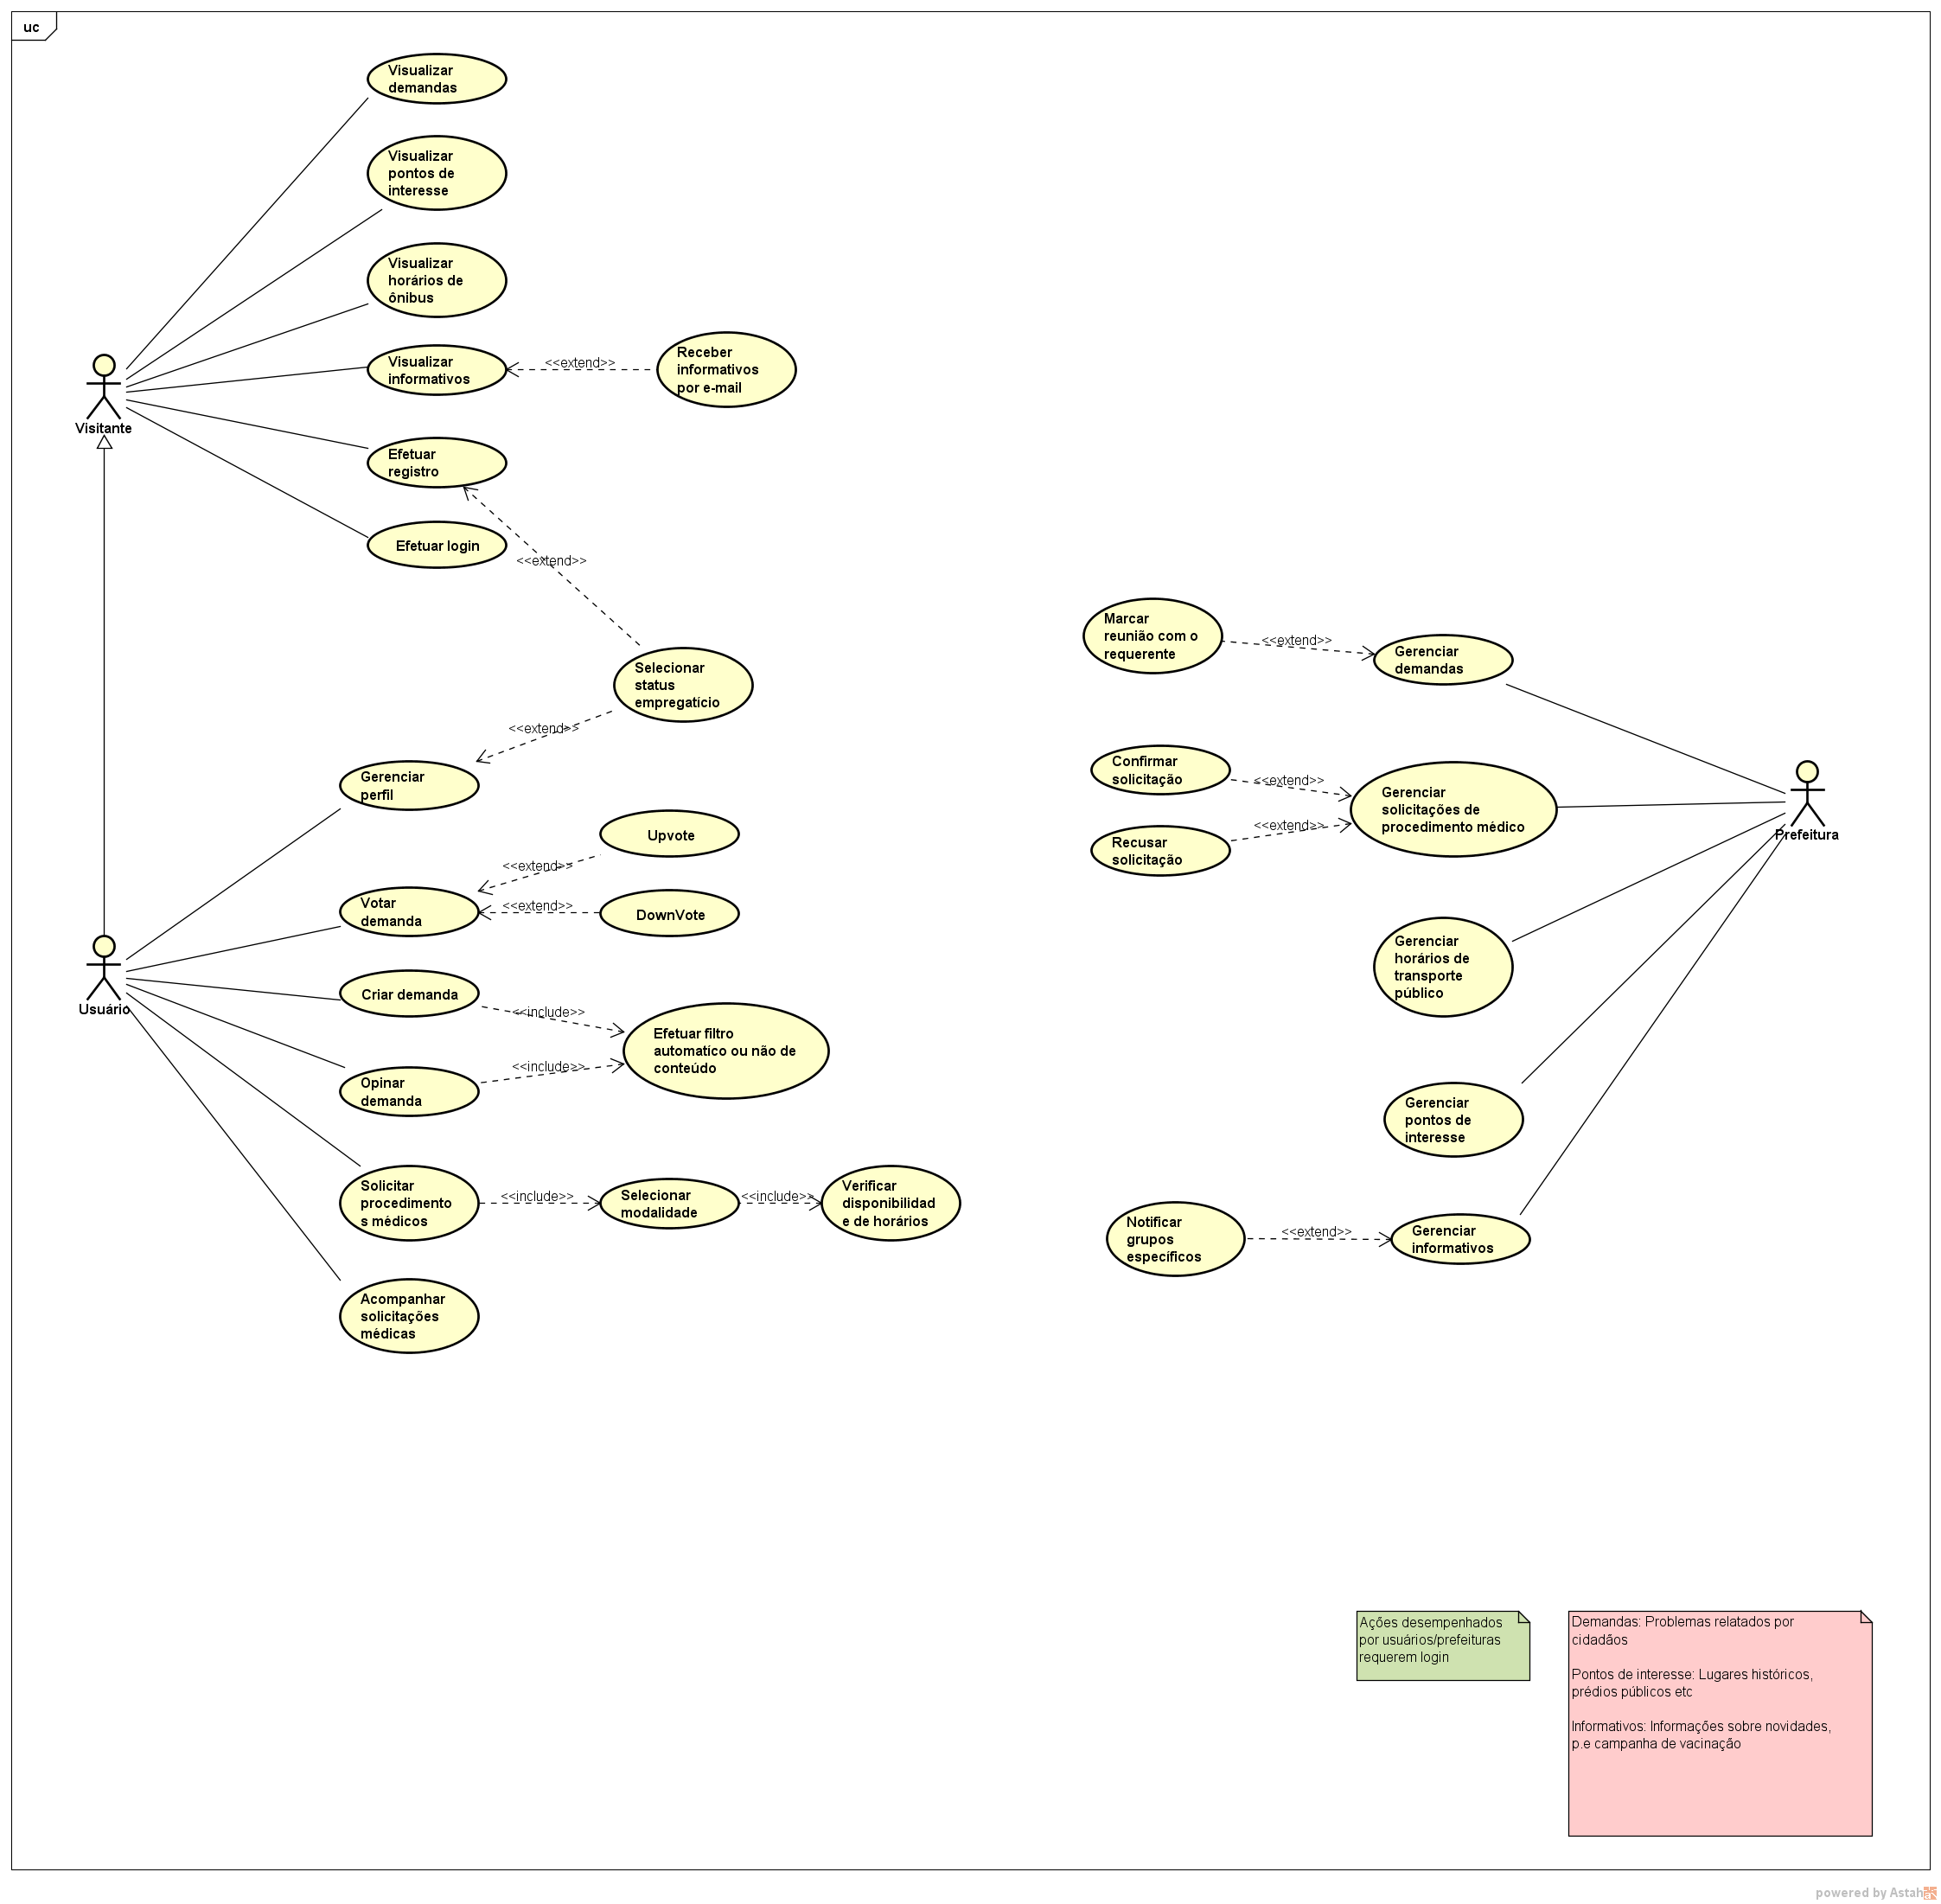 uc
Visualizar
demandas
Visualizar
pontos de
interesse
Visualizar
horários de
ônibus
Visualizar
informativos
<<extend>>
Receber
informativos
por e-mail
Visitante
Efetuar
registro
Efetuar login
<<extend>>
Selecionar
status
empregatício
<<extend>>
Gerenciar
perfil
Upvote
<<extend>>
Votar
demanda
<<extend>>
DownVote
Usuário
Criar demanda
<<include>>
Efetuar filtro
automatíco ou não de
conteúdo
<<include>>
Opinar
demanda
Solicitar
procedimento
s médicos
<<include>>
Selecionar
modalidade
<<include>>
Verificar
disponibilidad
e de horários
Acompanhar
solicitações
médicas
Marcar
reunião com o
requerente
<<extend>>
Gerenciar
demandas
Confirmar
solicitação
<<extend>>
Gerenciar
solicitações de
procedimento médico
<<extend>>
Recusar
solicitação
Prefeitura
Gerenciar
horários de
transporte
público
Gerenciar
pontos de
interesse
Notificar
grupos
específicos
<<extend>>
Gerenciar
informativos
Ações desempenhados
por usuários/prefeituras
requerem login
Demandas: Problemas relatados por
cidadãos
Pontos de interesse: Lugares históricos,
prédios públicos etc
Informativos: Informações sobre novidades,
p.e campanha de vacinação
powered by Astah